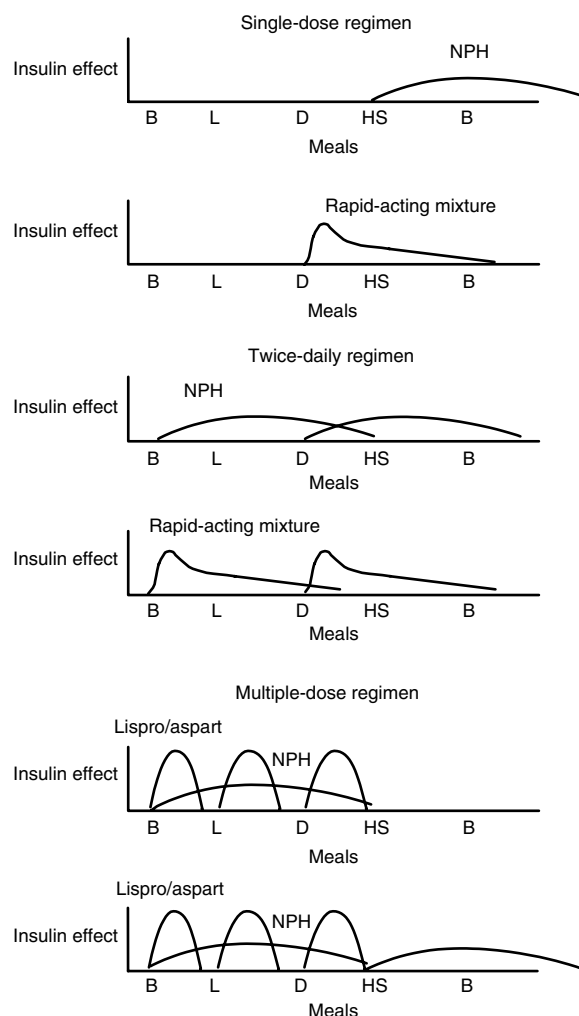 Single-dose regimen
NPH
Insulin effect
B L D HS B
Meals
Rapid-acting mixture
Insulin effect
B L D HS B
Meals
Twice-daily regimen
NPH
Insulin effect
B L D HS B
Meals
Rapid-acting mixture
Insulin effect
B L D HS B
Meals
Multiple-dose regimen
Lispro/aspart
NPH
Insulin effect
B L D HS B
Meals
Lispro/aspart
NPH
Insulin effect
B L D HS B
Meals